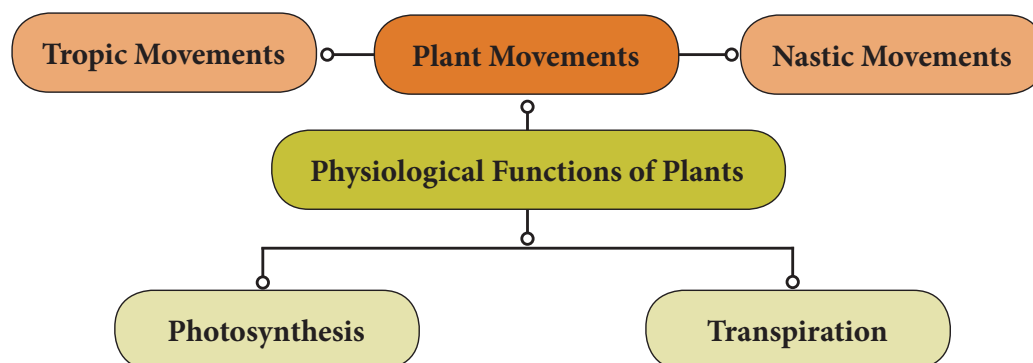 Tropic Movements
Plant Movements
Nastic Movements
Physiological Functions of Plants
Photosynthesis
Transpiration